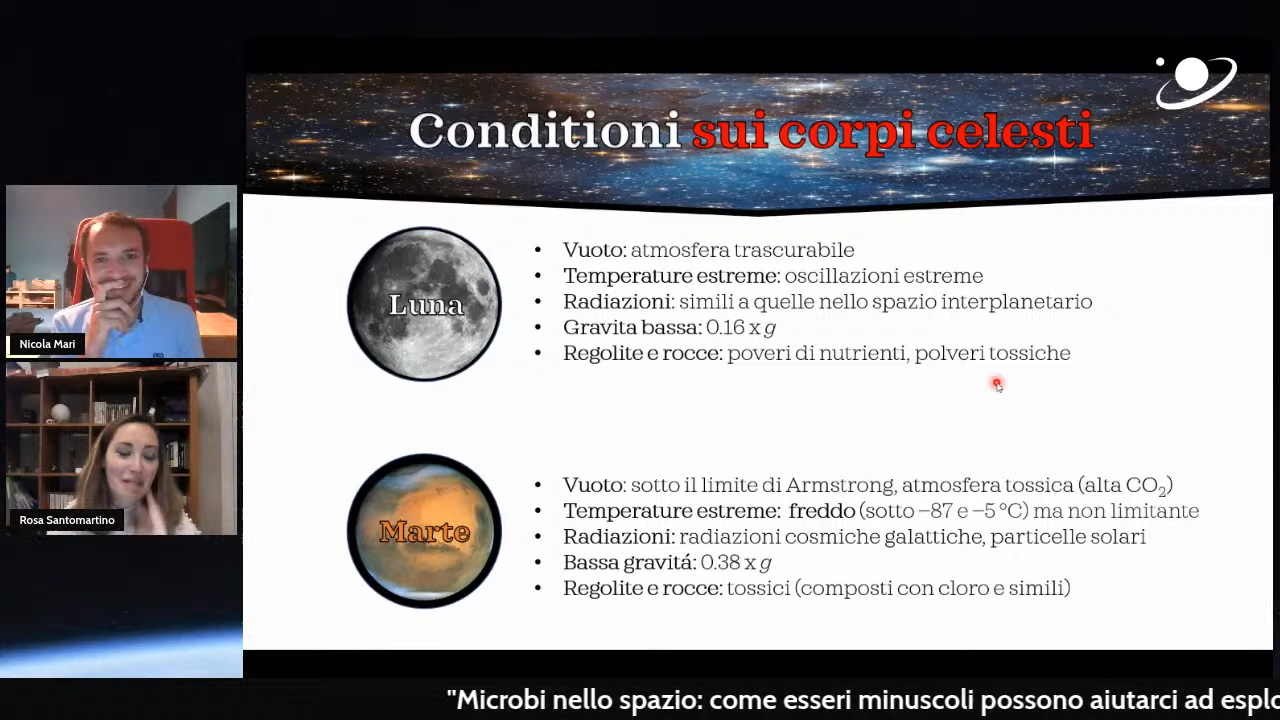 Conditioni sui corpi celesti
Luna
• Vuoto: atmosfera trascurabile
• Temperature estreme: oscillazioni estreme
• Radiazioni: simili a quelle nello spazio interplanetario
• Gravita bassa: 0.16 x g
• Regolite e rocce: poveri di nutrienti, polveri tossiche
Nicola Mari
Rosa Santomartino
Marte
• Vuoto: sotto il limite di Armstrong, atmosfera tossica (alta CO₂)
• Temperature estreme: freddo (sotto –87 e –5 °C) ma non limitante
• Radiazioni: radiazioni cosmiche galattiche, particelle solari
• Bassa gravitá: 0.38 x g
• Regolite e rocce: tossici (composti con cloro e simili)
"Microbi nello spazio: come esseri minuscoli possono aiutarci ad esplo